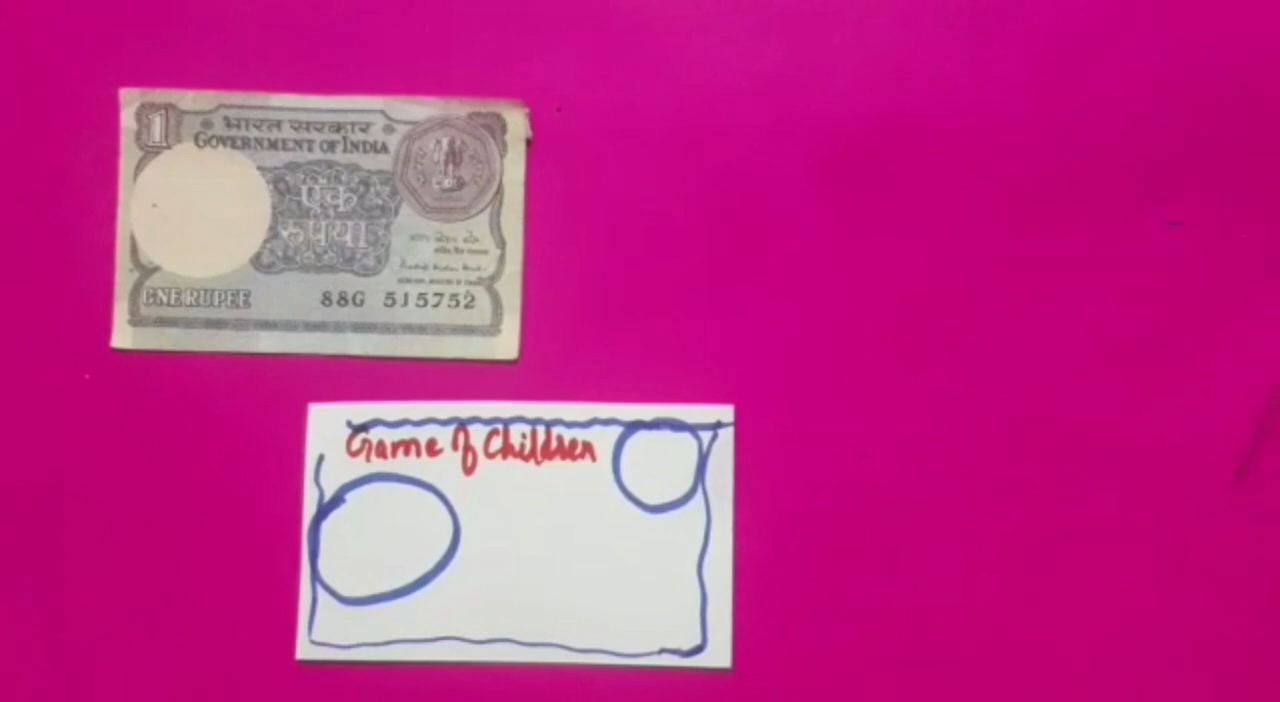 1 भारत सरकार
GOVERNMENT OF INDIA
एक
रुपया
ONE RUPEE 88G 515752
Game of Children